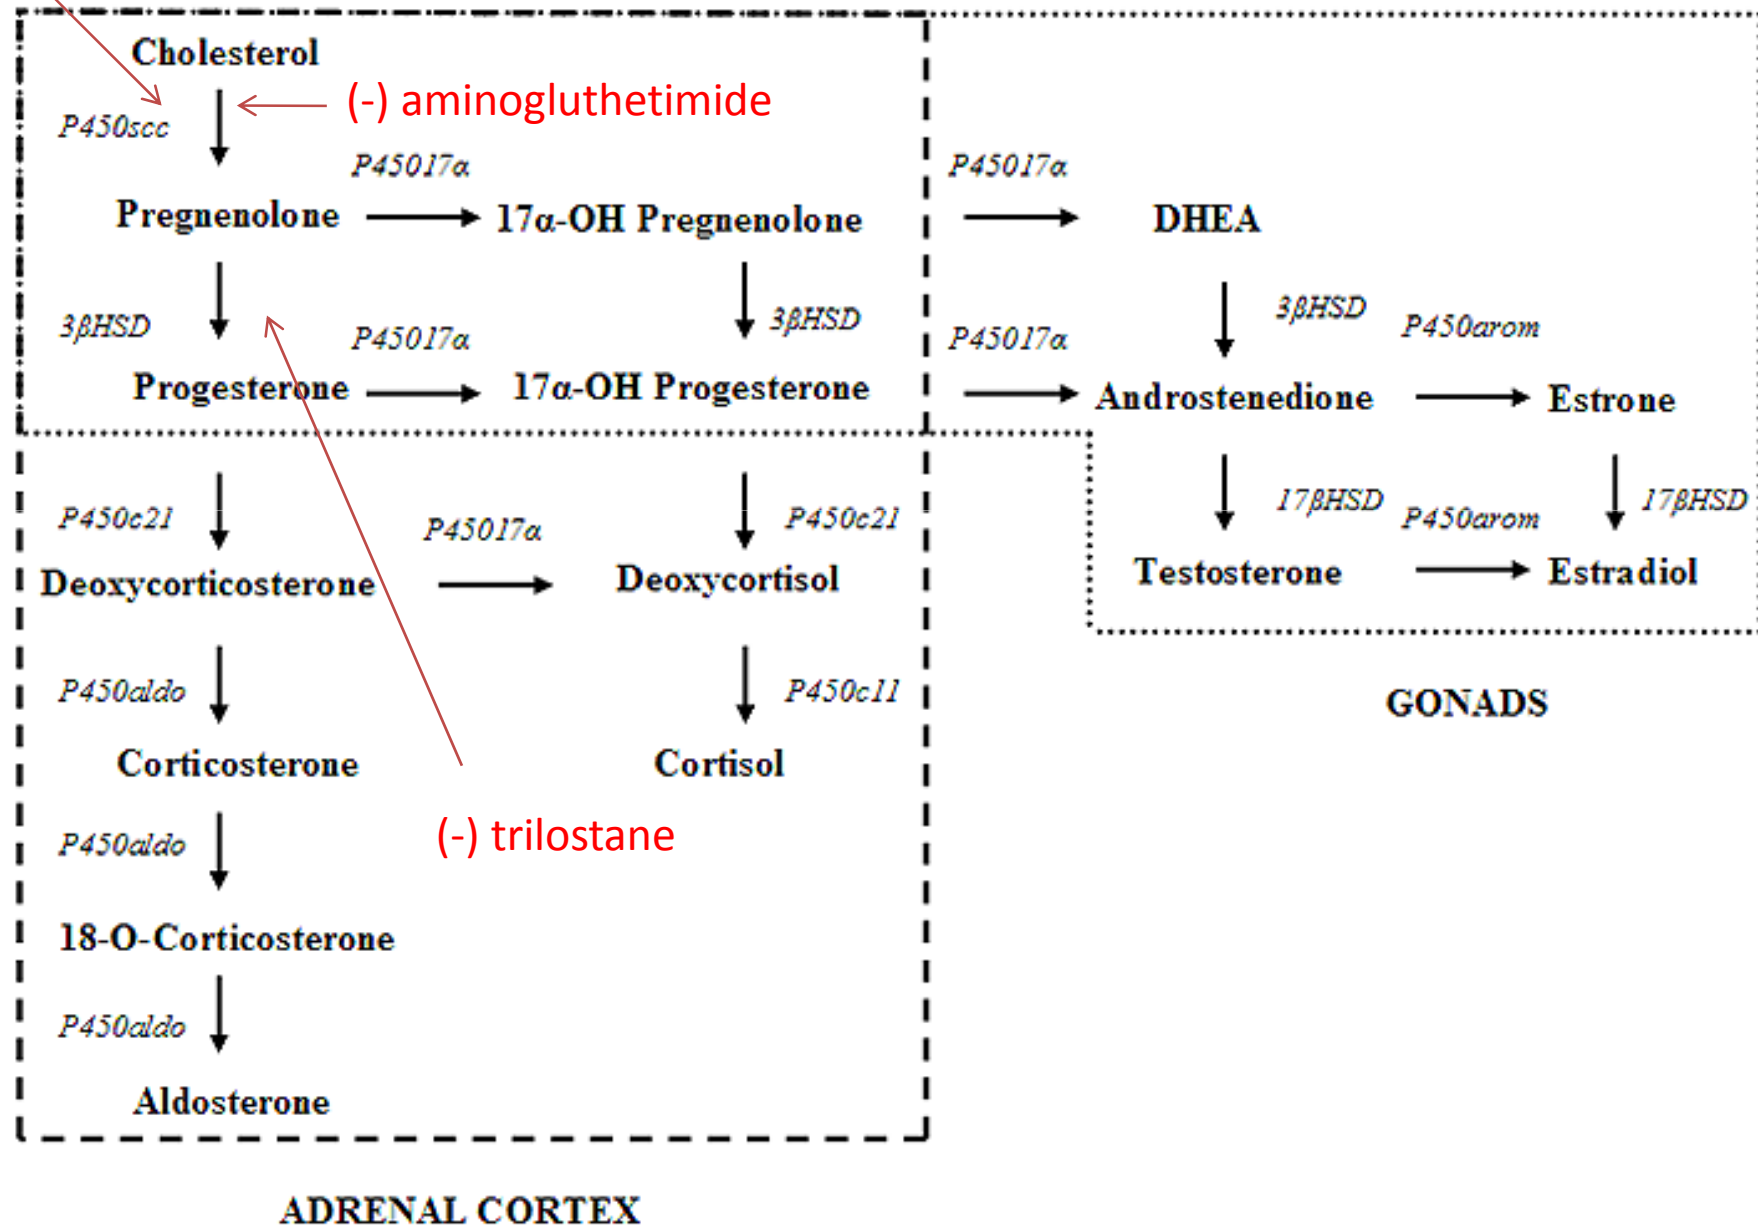 Cholesterol
(-) aminogluthetimide
P450scc
P45017α
P45017α
Pregnenolone
17α-OH Pregnenolone
DHEA
3βHSD
3βHSD
3βHSD
P450arom
P45017α
P45017α
Progesterone
17α-OH Progesterone
Androstenedione
Estrone
P450c21
P45017α
P450c21
17βHSD
P450arom
17βHSD
Deoxycorticosterone
Deoxycortisol
Testosterone
Estradiol
P450aldo
P450c11
GONADS
Corticosterone
Cortisol
P450aldo
(-) trilostane
18-O-Corticosterone
P450aldo
Aldosterone
ADRENAL CORTEX